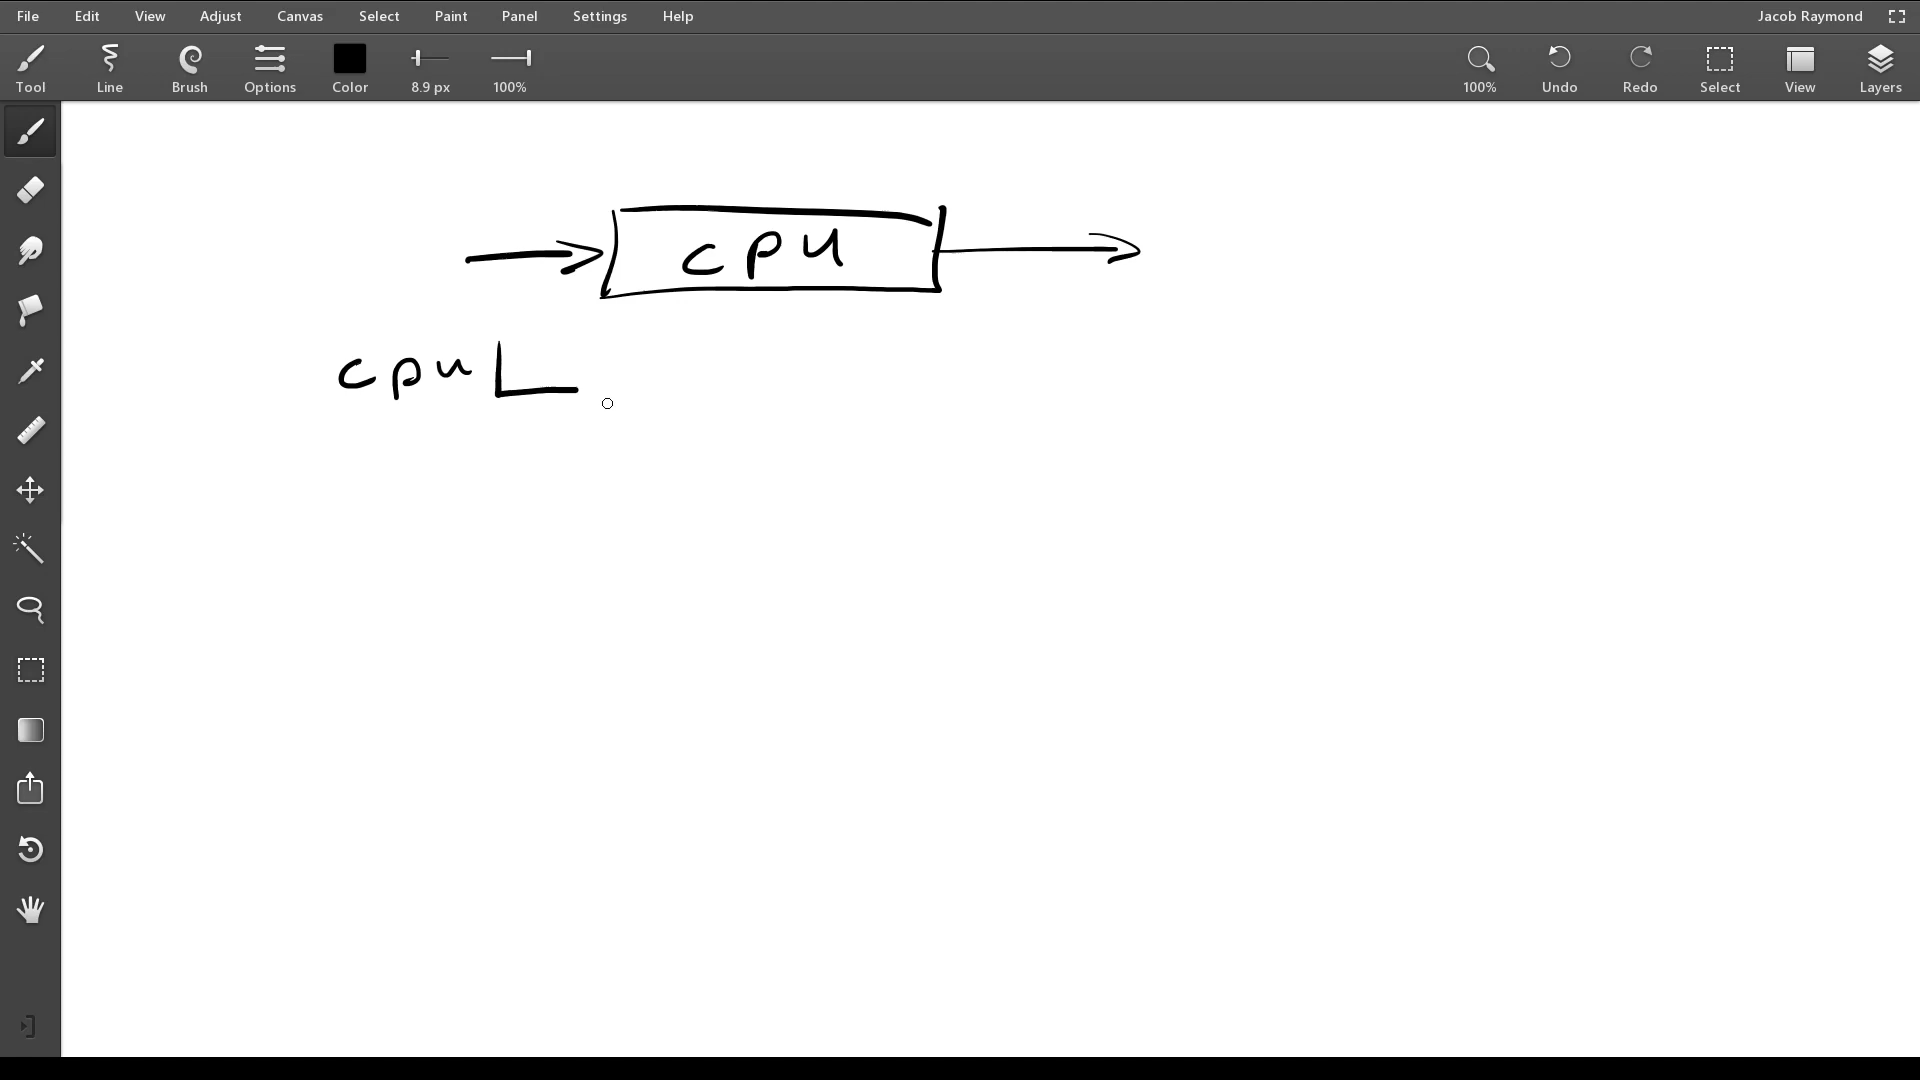 File Edit View Adjust Canvas Select Paint Panel Settings Help Jacob Raymond
Tool Line Brush Options Color 8.9 px 100% 100% Undo Redo Select View Layers
cpu
cpu